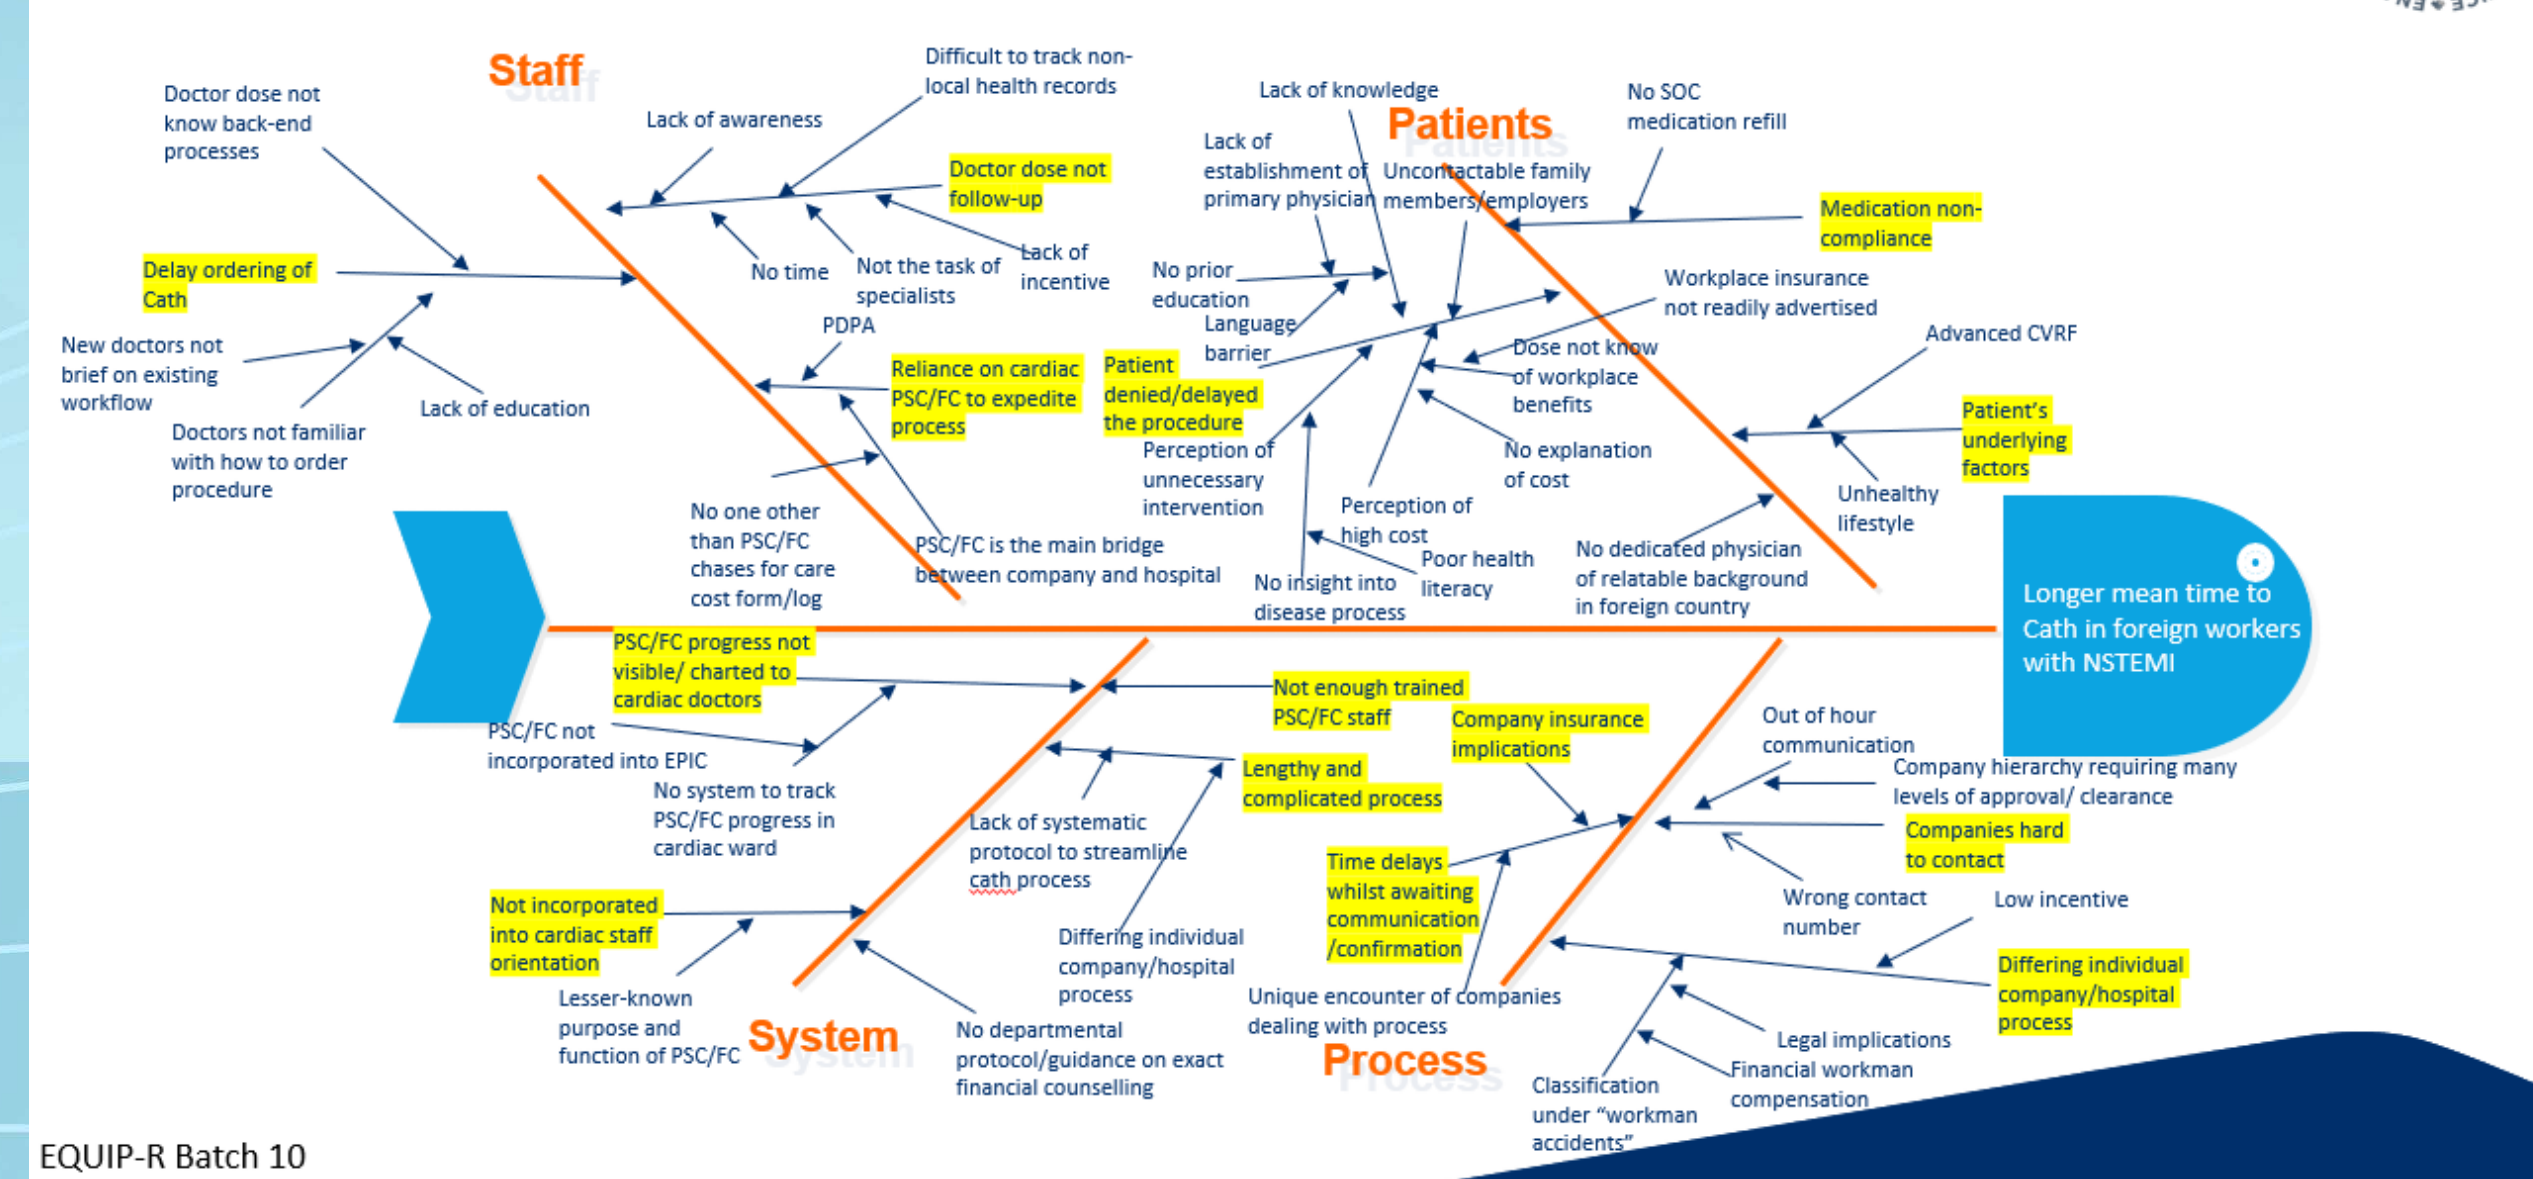 Staff
Doctor dose not
know back-end
processes
Lack of awareness
Difficult to track non-
local health records
Doctor dose not
follow-up
Delay ordering of
Cath
No time
Not the task of
specialists
Lack of
incentive
New doctors not
brief on existing
workflow
Lack of education
Doctors not familiar
with how to order
procedure
PDPA
Reliance on cardiac
PSC/FC to expedite
process
No one other
than PSC/FC
chases for care
cost form/log
PSC/FC is the main bridge
between company and hospital
Patients
Lack of knowledge
Lack of
establishment of
primary physician
Uncontactable family
members/employers
No SOC
medication refill
Medication non-
compliance
No prior
education
Language
barrier
Workplace insurance
not readily advertised
Patient
denied/delayed
the procedure
Dose not know
of workplace
benefits
Advanced CVRF
Perception of
unnecessary
intervention
No explanation
of cost
Patient's
underlying
factors
Perception of
high cost
Unhealthy
lifestyle
Poor health
literacy
No insight into
disease process
No dedicated physician
of relatable background
in foreign country
Longer mean time to
Cath in foreign workers
with NSTEMI
PSC/FC progress not
visible/ charted to
cardiac doctors
Not enough trained
PSC/FC staff
PSC/FC not
incorporated into EPIC
No system to track
PSC/FC progress in
cardiac ward
Lengthy and
complicated process
Lack of systematic
protocol to streamline
cath process
Not incorporated
into cardiac staff
orientation
Differing individual
company/hospital
process
Lesser-known
purpose and
function of PSC/FC
System
No departmental
protocol/guidance on exact
financial counselling
Company insurance
implications
Out of hour
communication
Company hierarchy requiring many
levels of approval/ clearance
Companies hard
to contact
Time delays
whilst awaiting
communication
/confirmation
Wrong contact
number
Low incentive
Unique encounter of companies
dealing with process
Differing individual
company/hospital
process
Process
Legal implications
Financial workman
compensation
Classification
under “workman
accidents”
EQUIP-R Batch 10